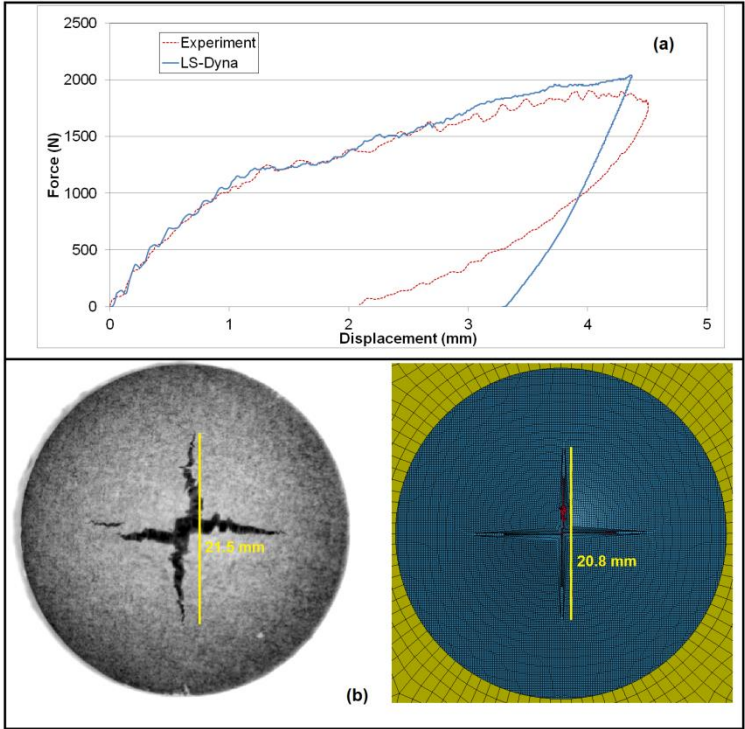 2500
2000
1500
1000
500
0
Force (N)
Experiment
LS-Dyna
(a)
0 1 2 3 4 5
Displacement (mm)
21.5 mm
20.8 mm
(b)